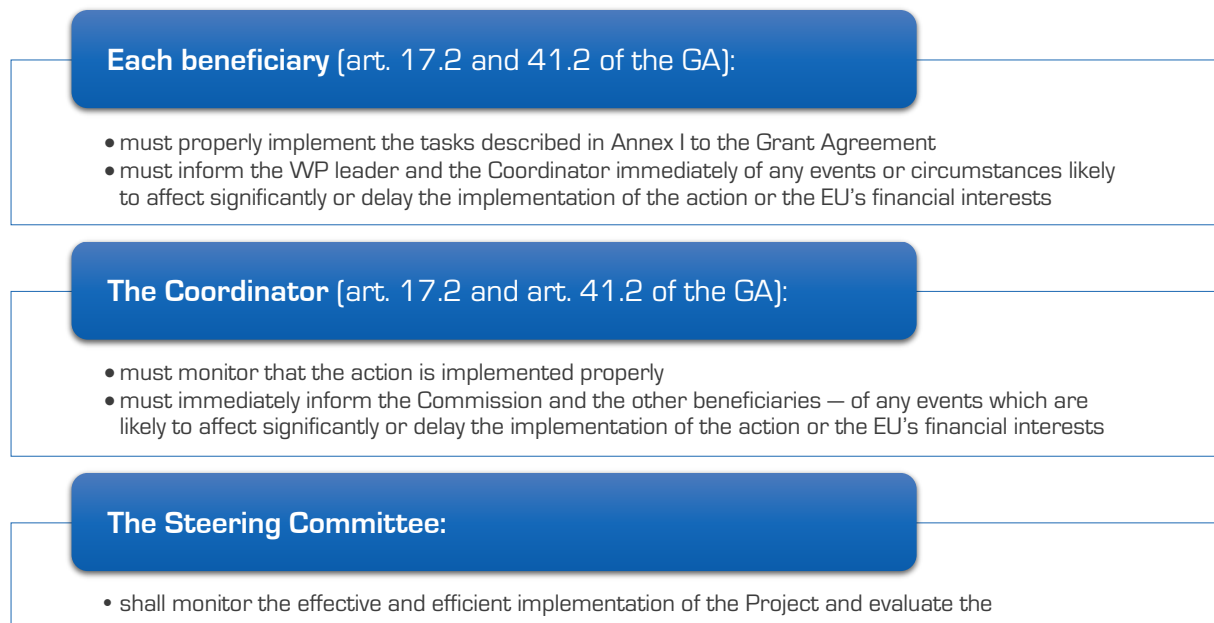 Each beneficiary (art. 17.2 and 41.2 of the GA):
• must properly implement the tasks described in Annex I to the Grant Agreement
• must inform the WP leader and the Coordinator immediately of any events or circumstances likely
to affect significantly or delay the implementation of the action or the EU's financial interests
The Coordinator (art. 17.2 and art. 41.2 of the GA):
• must monitor that the action is implemented properly
• must immediately inform the Commission and the other beneficiaries — of any events which are
likely to affect significantly or delay the implementation of the action or the EU's financial interests
The Steering Committee:
• shall monitor the effective and efficient implementation of the Project and evaluate the